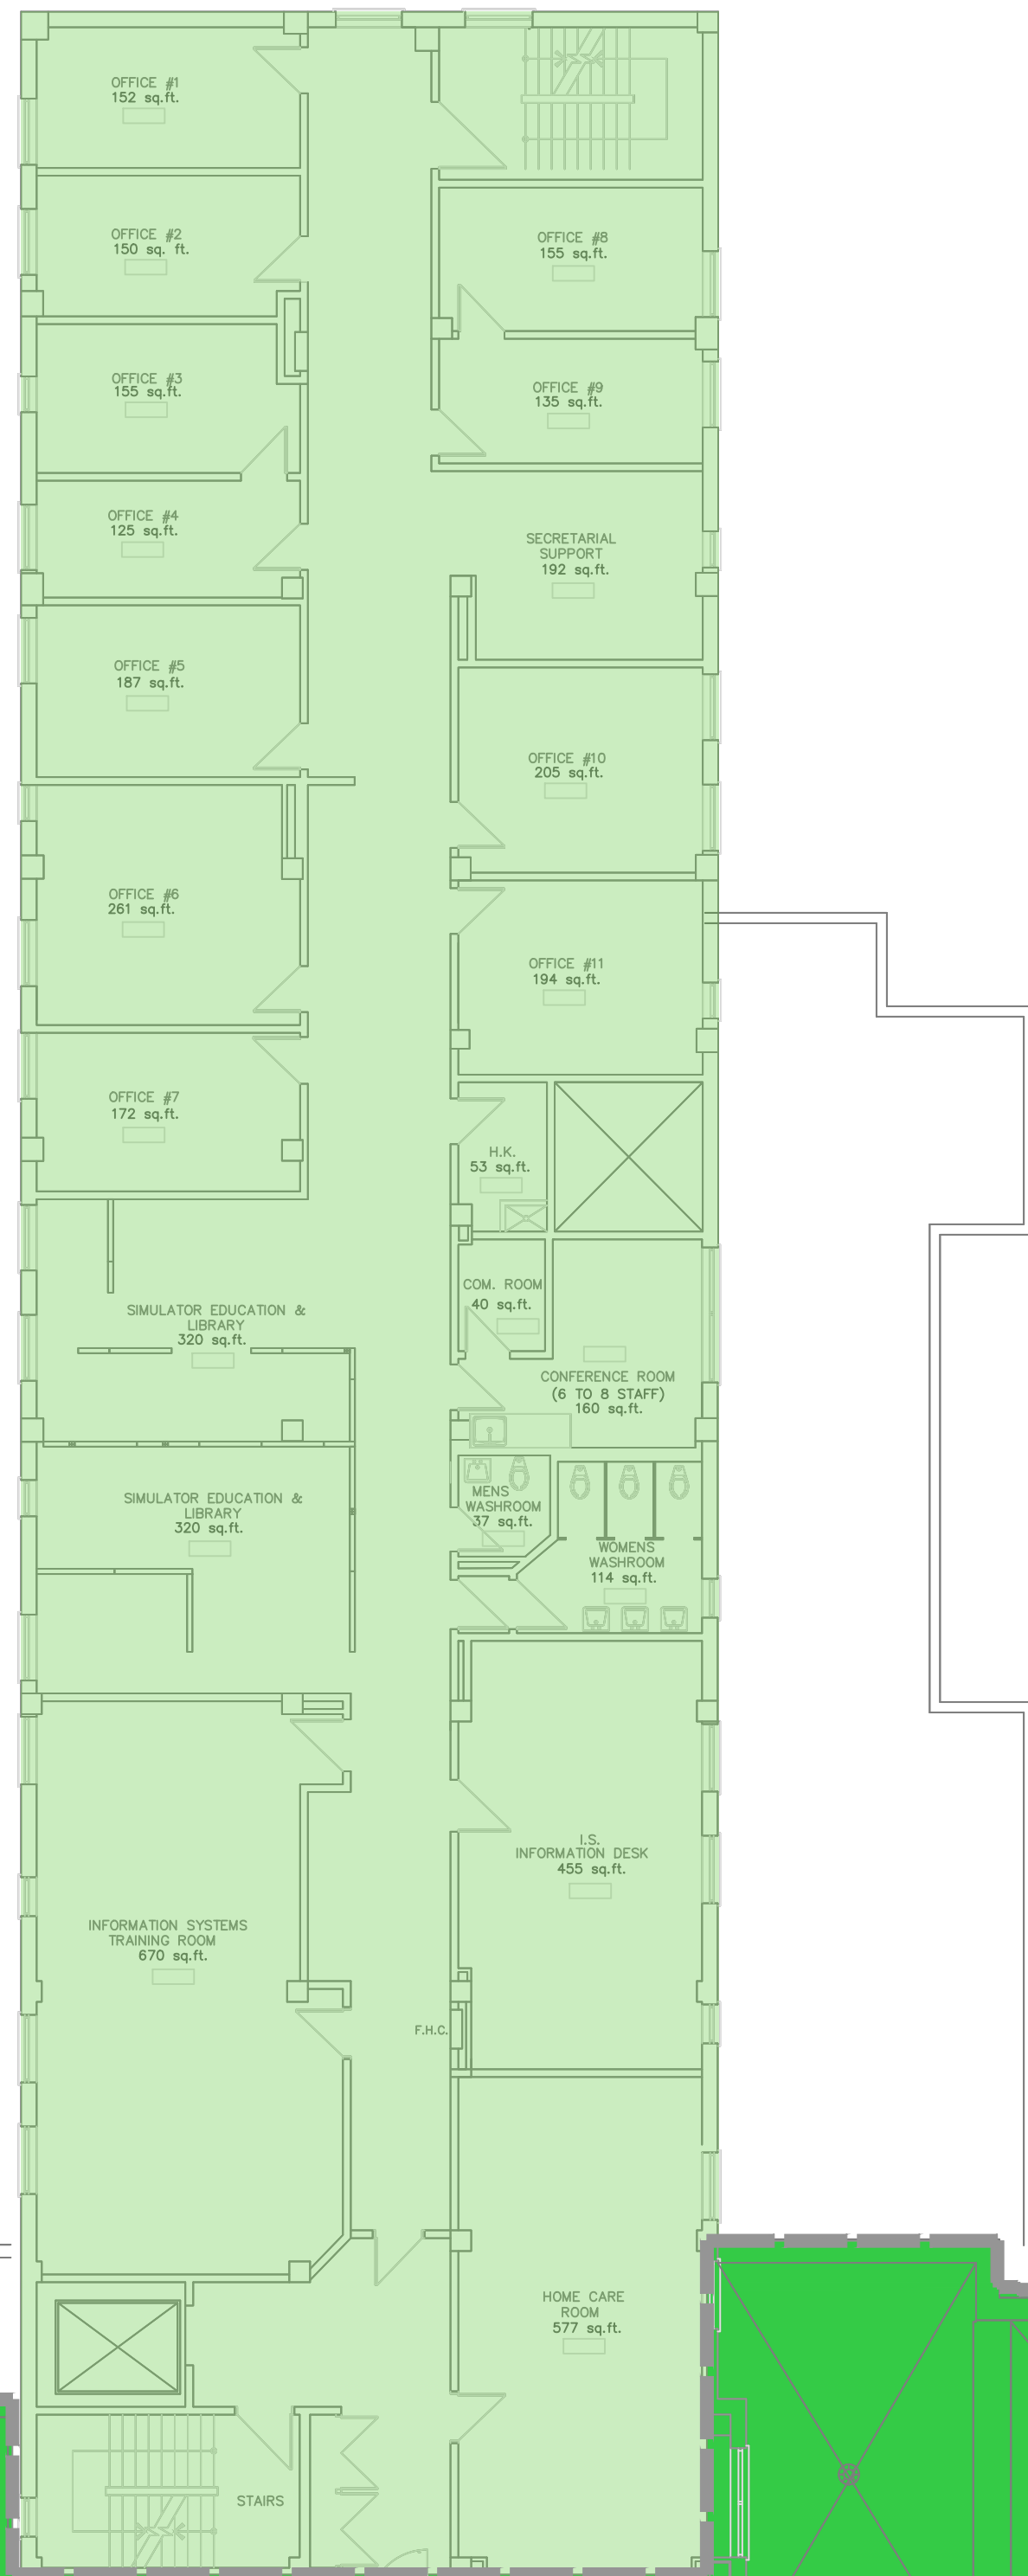 OFFICE #1
152 sq.ft.
OFFICE #2
150 sq. ft.
OFFICE #8
155 sq.ft.
OFFICE #3
155 sq.ft.
OFFICE #9
135 sq.ft.
OFFICE #4
125 sq.ft.
SECRETARIAL
SUPPORT
192 sq.ft.
OFFICE #5
187 sq.ft.
OFFICE #10
205 sq.ft.
OFFICE #6
261 sq.ft.
OFFICE #11
194 sq.ft.
OFFICE #7
172 sq.ft.
H.K.
53 sq.ft.
COM. ROOM
40 sq.ft.
SIMULATOR EDUCATION &
LIBRARY
320 sq.ft.
CONFERENCE ROOM
(6 TO 8 STAFF)
160 sq.ft.
SIMULATOR EDUCATION &
LIBRARY
320 sq.ft.
MENS
WASHROOM
37 sq.ft.
WOMENS
WASHROOM
114 sq.ft.
I.S.
INFORMATION DESK
455 sq.ft.
INFORMATION SYSTEMS
TRAINING ROOM
670 sq.ft.
F.H.C.
HOME CARE
ROOM
577 sq.ft.
STAIRS